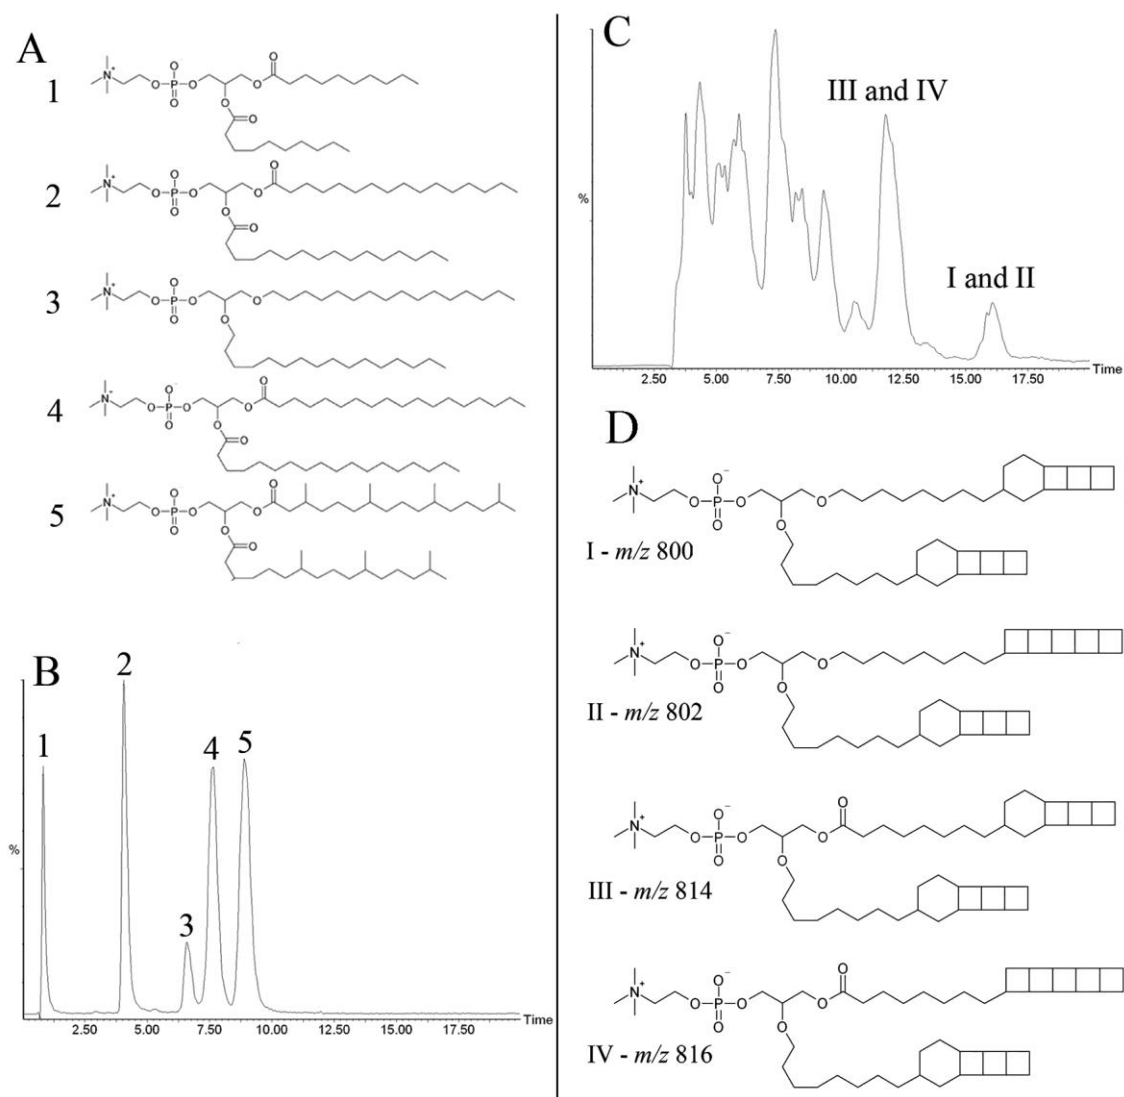 A
1
N+
O-
O
P
O
O
O
O
O
O
2
N+
O-
O
P
O
O
O
O
O
O
3
N+
O-
O
P
O
O
O
O
4
N+
O-
O
P
O
O
O
O
O
O
5
N+
O-
O
P
O
O
O
O
O
O
B
1
2
3
4
5
%
2.50 5.00 7.50 10.00 12.50 15.00 17.50 Time
C
III and IV
I and II
%
2.50 5.00 7.50 10.00 12.50 15.00 17.50 Time
D
N+
O-
O
P
O
O
O
O
I - m/z 800
N+
O-
O
P
O
O
O
O
II - m/z 802
N+
O-
O
P
O
O
O
O
O
III - m/z 814
N+
O-
O
P
O
O
O
O
O
IV - m/z 816